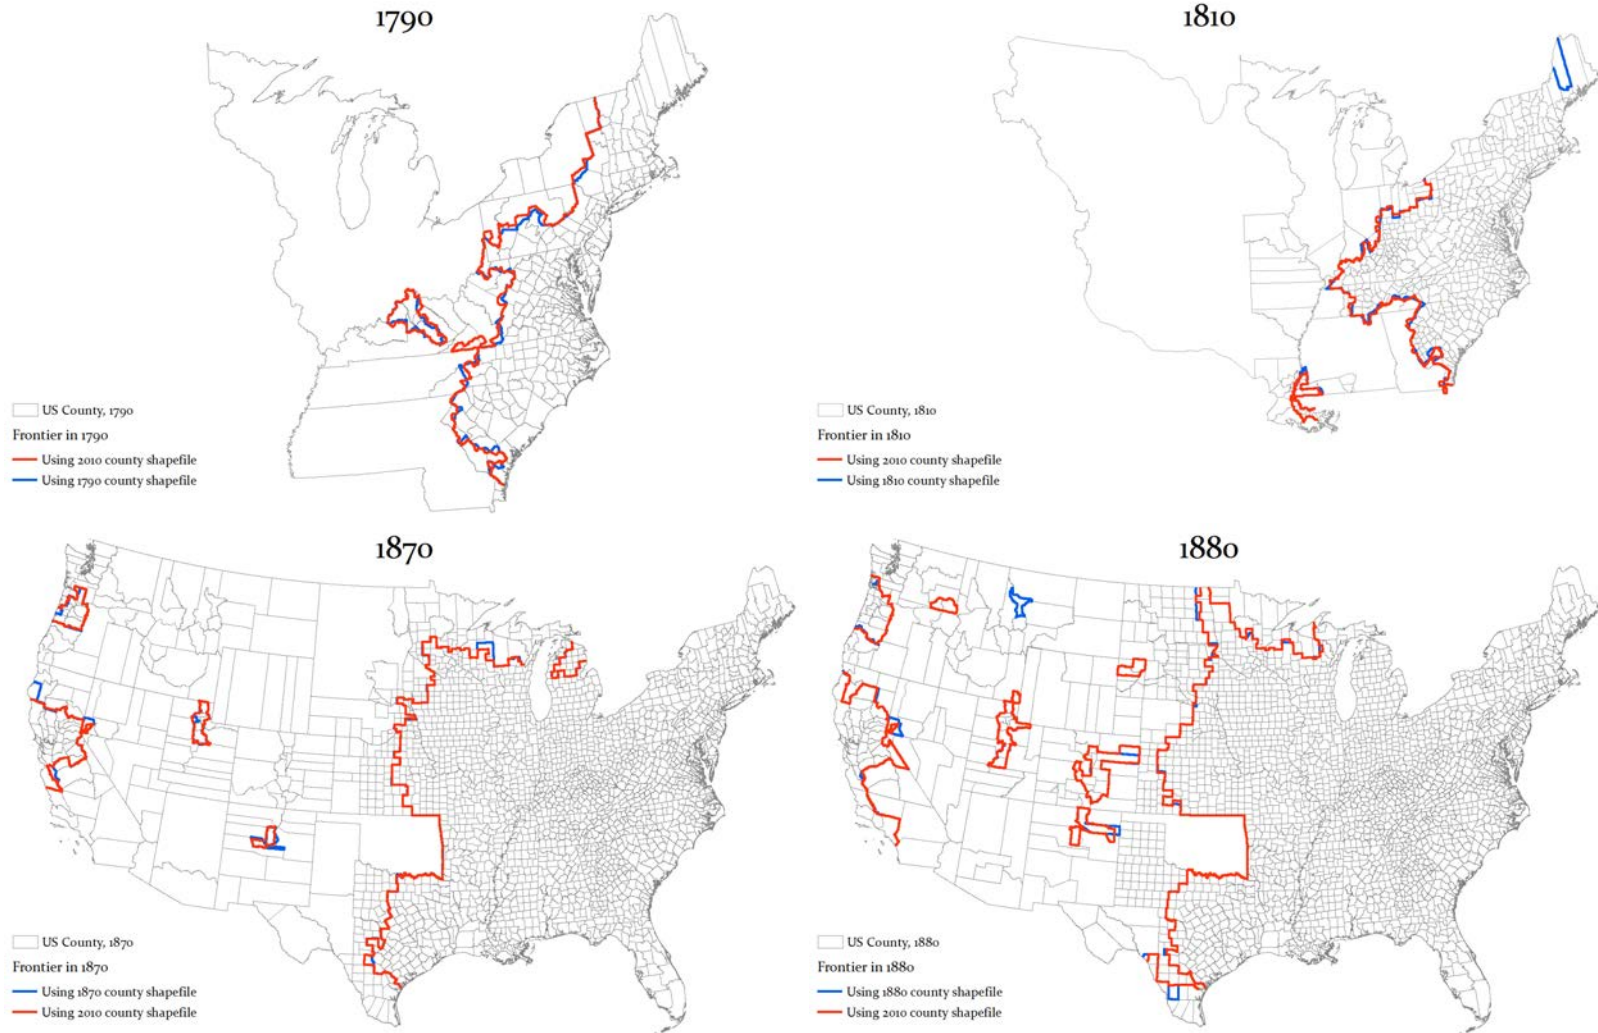 1790
US County, 1790
Frontier in 1790
Using 2010 county shapefile
Using 1790 county shapefile
1810
US County, 1810
Frontier in 1810
Using 2010 county shapefile
Using 1810 county shapefile
1870
US County, 1870
Frontier in 1870
Using 1870 county shapefile
Using 2010 county shapefile
1880
US County, 1880
Frontier in 1880
Using 1880 county shapefile
Using 2010 county shapefile